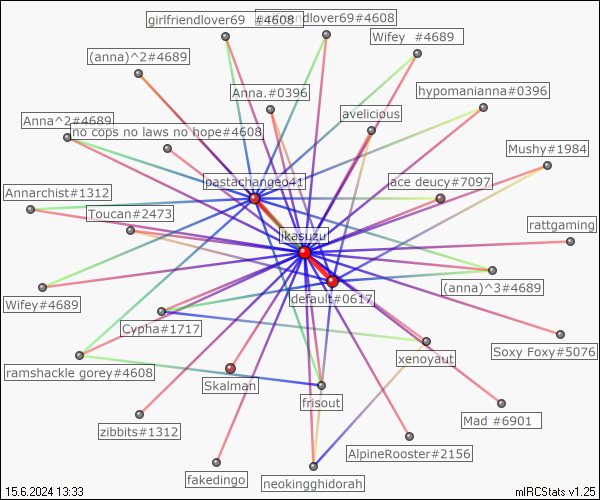 girlfriendlover69 #4608
friendlover69#4608
Wifey #4689
(anna)^2#4689
Anna.#0396
hypomanianna#0396
Anna^2#4689
avelicious
no cops no laws no hope#4608
Mushy#1984
pastachangeo41
ace deucy#7097
Annarchist#1312
Toucan#2473
rattgaming
jkasuzu
(anna)^3#4689
default#0617
Wifey#4689
Cypha#1717
Soxy Foxy#5076
xenoyaut
ramshackle gorey#4608
Skalman
frisout
Mad #6901
zibbits#1312
AlpineRooster#2156
fakedingo
neokingghidorah
15.6.2024 13:33
mIRCStats v1.25